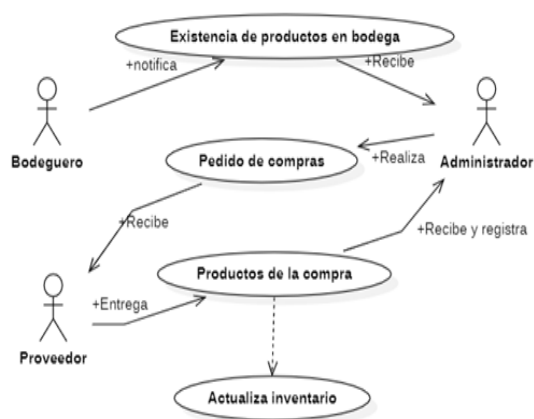 Existencia de productos en bodega
+notifica
+Recibe
Bodeguero
Pedido de compras
+Realiza
Administrador
+Recibe
+Recibe y registra
Productos de la compra
+Entrega
Proveedor
Actualiza inventario